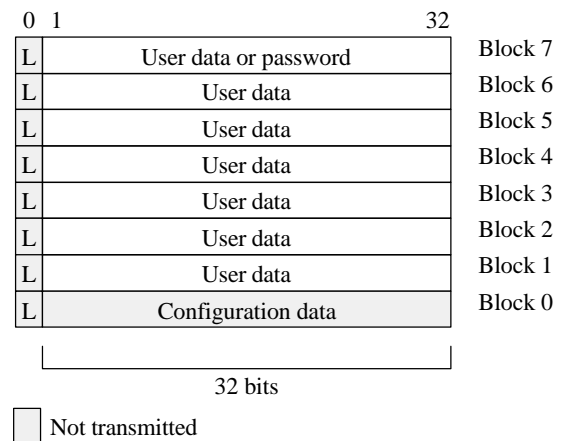 0 1 32
L User data or password Block 7
L User data Block 6
L User data Block 5
L User data Block 4
L User data Block 3
L User data Block 2
L User data Block 1
L Configuration data Block 0
32 bits
Not transmitted